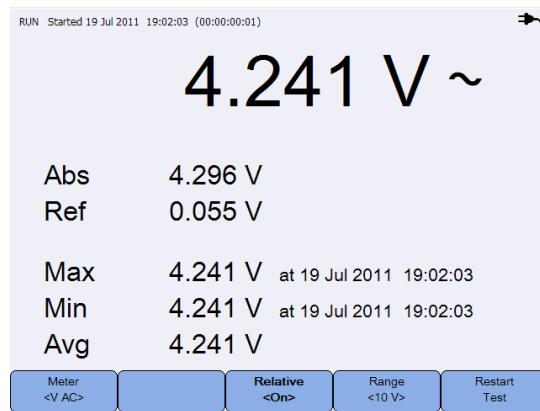 RUN Started 19 Jul 2011 19:02:03 (00:00:00:01)
4.241 V ~
Abs 4.296 V
Ref 0.055 V
Max 4.241 V at 19 Jul 2011 19:02:03
Min 4.241 V at 19 Jul 2011 19:02:03
Avg 4.241 V
Meter Relative Range Restart
<V AC> <On> <10 V> Test